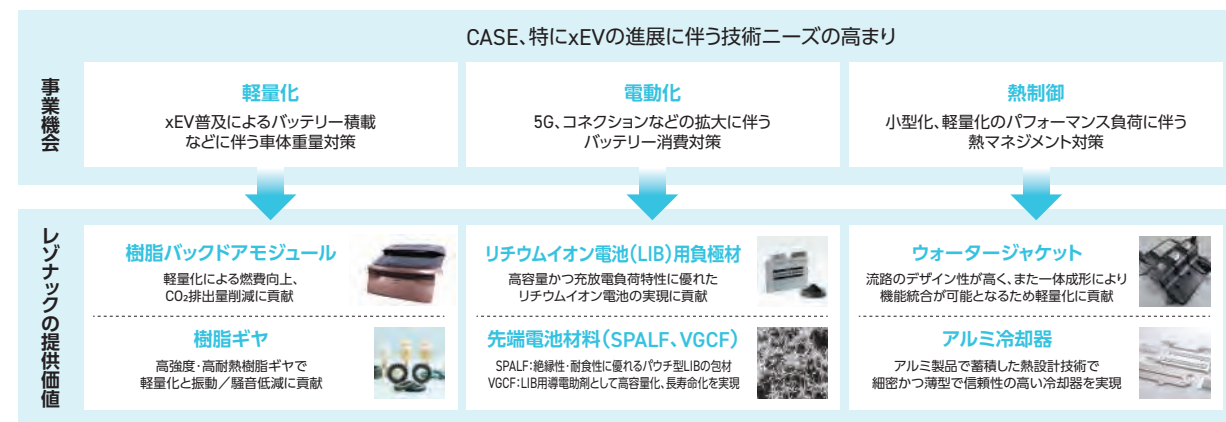 CASE、特にxEVの進展に伴う技術ニーズの高まり
事業機会
軽量化
xEV普及によるバッテリー積載
などに伴う車体重量対策
電動化
5G、コネクションなどの拡大に伴う
バッテリー消費対策
熱制御
小型化、軽量化のパフォーマンス負荷に伴う
熱マネジメント対策
レゾナックの提供価値
樹脂バックドアモジュール
軽量化による燃費向上、
CO₂排出量削減に貢献
樹脂ギヤ
高強度・高耐熱樹脂ギヤで
軽量化と振動／騒音低減に貢献
リチウムイオン電池（LIB）用負極材
高容量かつ充放電負荷特性に優れた
リチウムイオン電池の実現に貢献
先端電池材料（SPALF、VGCF）
SPALF：絶縁性・耐食性に優れるパウチ型LIBの包材
VGCF：LIB用導電助剤として高容量化、長寿命化を実現
ウォータージャケット
流路のデザイン性が高く、また一体成形により
機能統合が可能となるため軽量化に貢献
アルミ冷却器
アルミ製品で蓄積した熱設計技術で
細密かつ薄型で信頼性の高い冷却器を実現